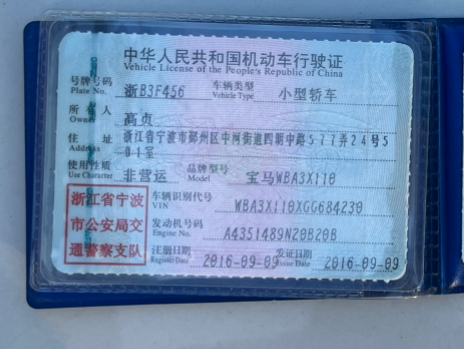 中华人民共和国机动车行驶证
Vehicle License of the People's Republic of China
号牌号码 浙B3F456 车辆类型 小型轿车
Plate No. Vehicle Type
所有人 高贞
Owner
住址 浙江省宁波市鄞州区中河街道四明中路577弄24号5
Address 01室
使用性质 非营运 品牌型号 宝马WBA3X110
Use Character Model
浙江省宁波 车辆识别代号 WBA3X110XGG684230
VIN
市公安局交 发动机号码 A4351489N20B20B
Engine No.
通警察支队 注册日期 2016-09-09 发证日期 2016-09-09
Register Date Issue Date